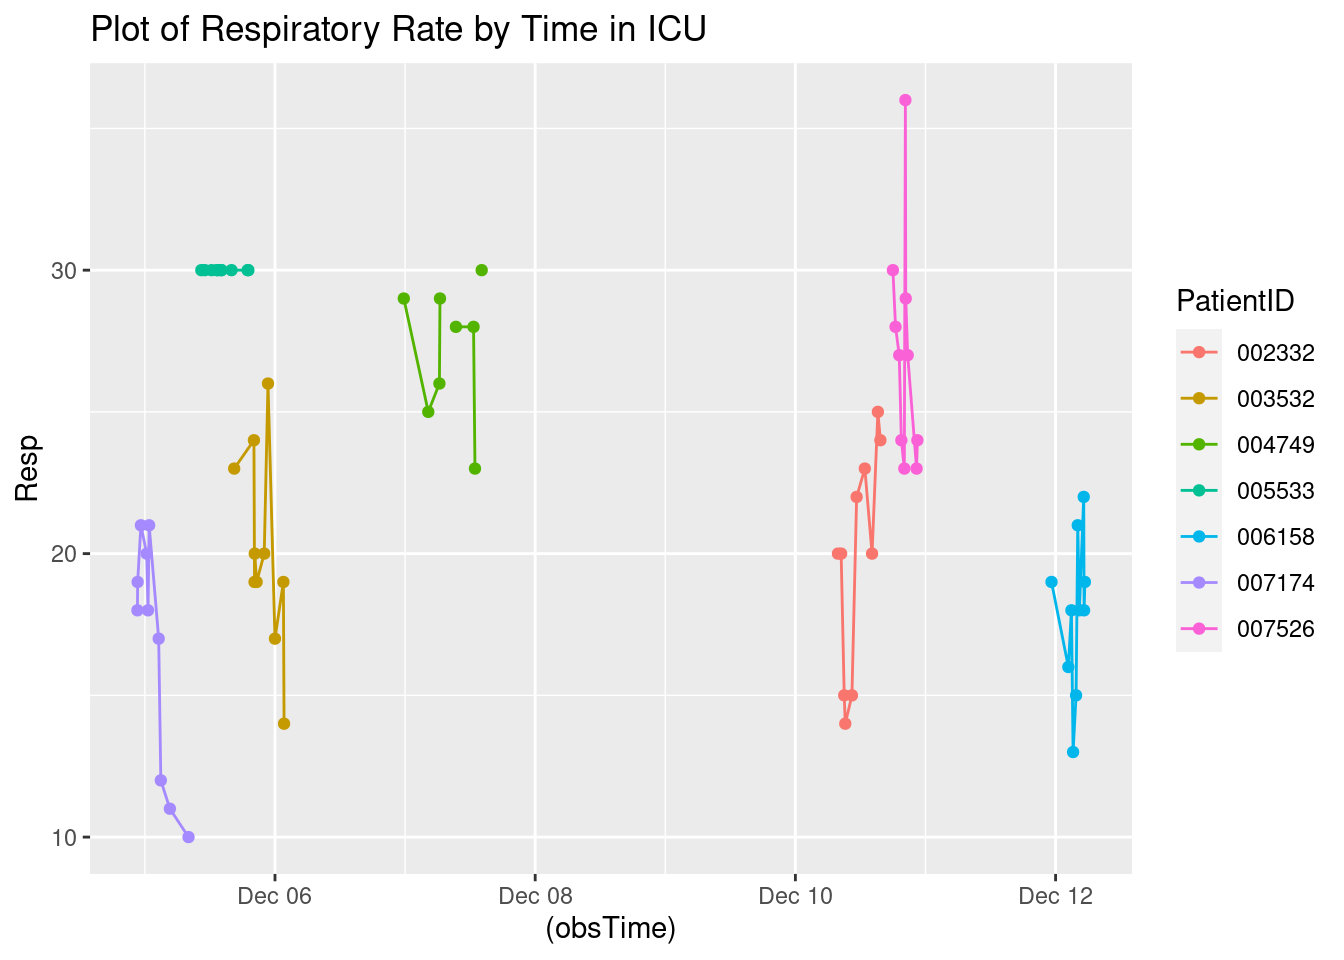 Plot of Respiratory Rate by Time in ICU
Resp
30
20
10
Dec 06
Dec 08
Dec 10
Dec 12
(obsTime)
PatientID
002332
003532
004749
005533
006158
007174
007526